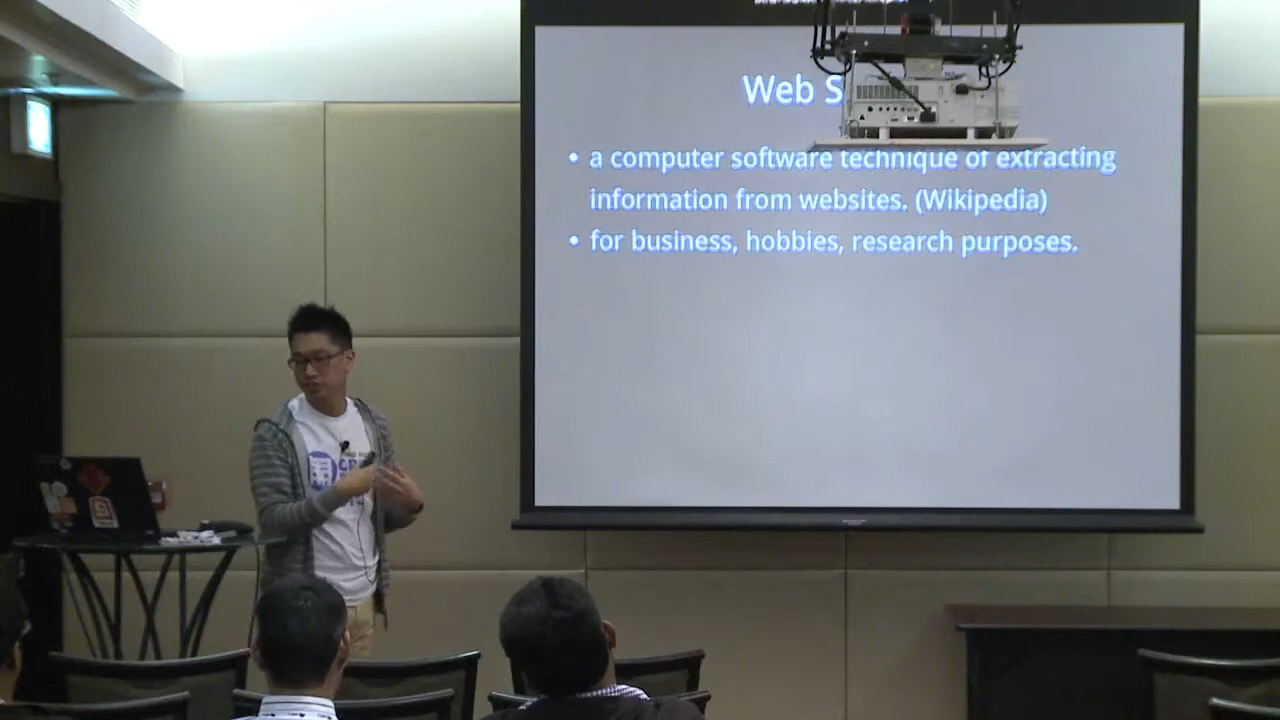 Web S
• a computer software technique of extracting
information from websites. (Wikipedia)
• for business, hobbies, research purposes.